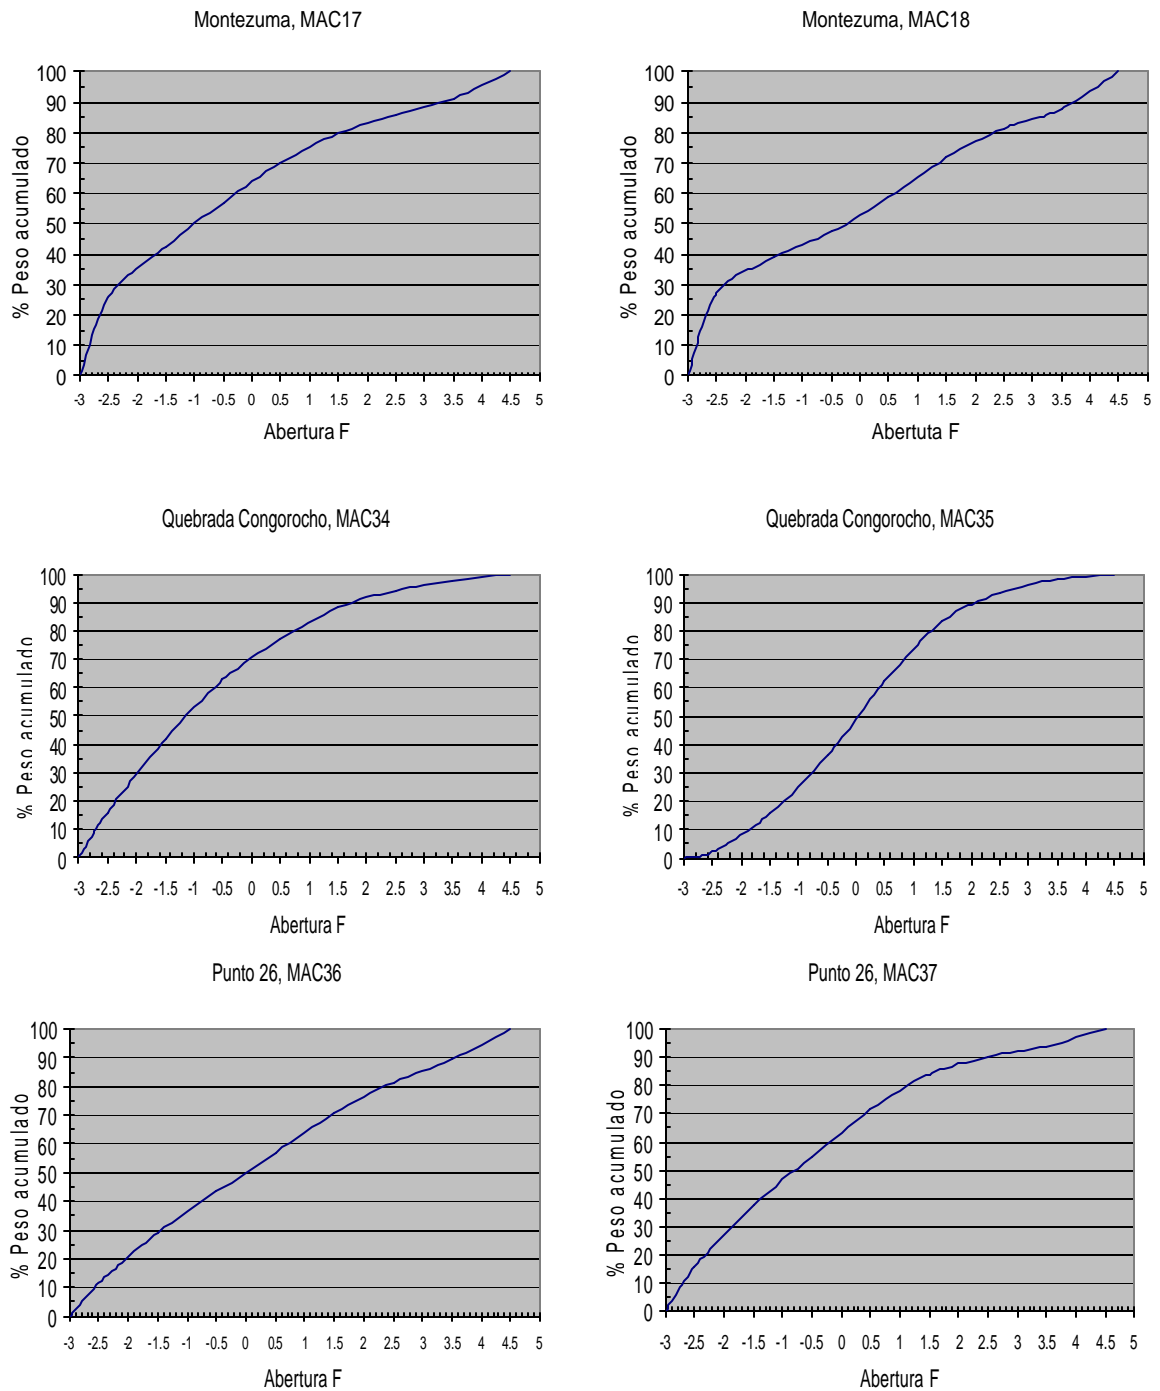 Montezuma, MAC17
% Peso acumulado
100
90
80
70
60
50
40
30
20
10
0
-3 -2.5 -2 -1.5 -1 -0.5 0 0.5 1 1.5 2 2.5 3 3.5 4 4.5 5
Abertura F
Montezuma, MAC18
% Peso acumulado
100
90
80
70
60
50
40
30
20
10
0
-3 -2.5 -2 -1.5 -1 -0.5 0 0.5 1 1.5 2 2.5 3 3.5 4 4.5 5
Abertuta F
Quebrada Congorocho, MAC34
% Peso acumulado
100
90
80
70
60
50
40
30
20
10
0
-3 -2.5 -2 -1.5 -1 -0.5 0 0.5 1 1.5 2 2.5 3 3.5 4 4.5 5
Abertura F
Quebrada Congorocho, MAC35
% Peso acumulado
100
90
80
70
60
50
40
30
20
10
0
-3 -2.5 -2 -1.5 -1 -0.5 0 0.5 1 1.5 2 2.5 3 3.5 4 4.5 5
Abertura F
Punto 26, MAC36
% Peso acumulado
100
90
80
70
60
50
40
30
20
10
0
-3 -2.5 -2 -1.5 -1 -0.5 0 0.5 1 1.5 2 2.5 3 3.5 4 4.5 5
Abertura F
Punto 26, MAC37
% Peso acumulado
100
90
80
70
60
50
40
30
20
10
0
-3 -2.5 -2 -1.5 -1 -0.5 0 0.5 1 1.5 2 2.5 3 3.5 4 4.5 5
Abertura F